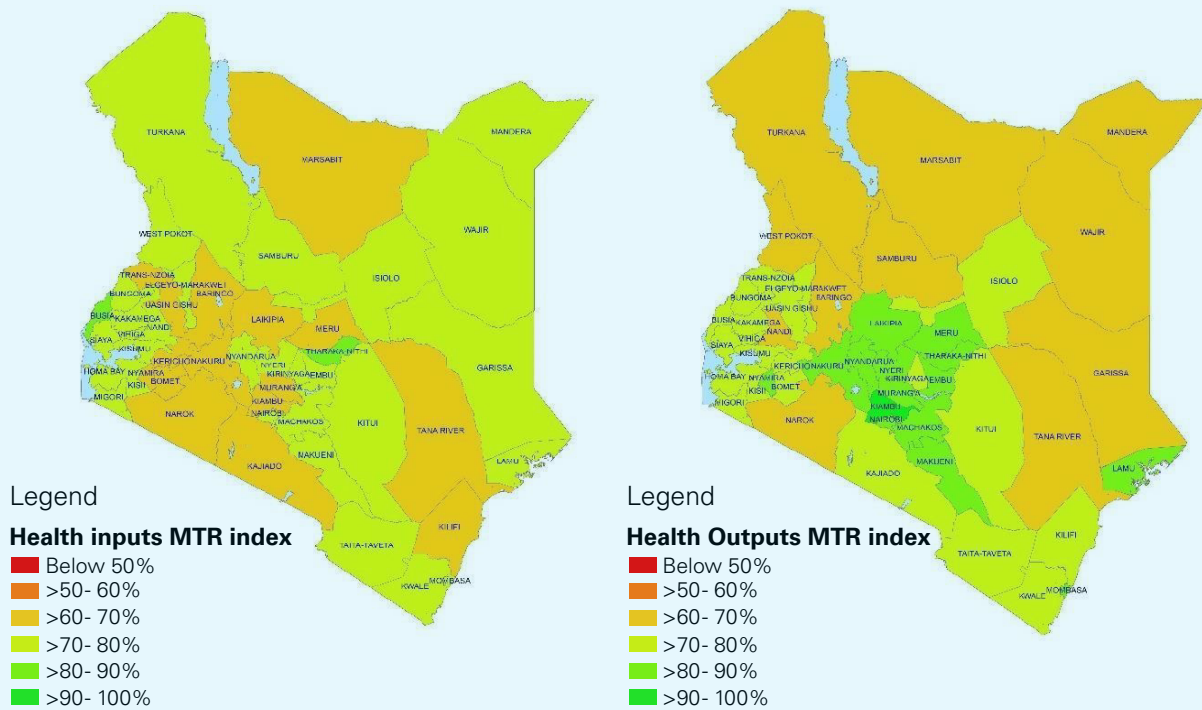 TURKANA
MANDERA
MARSABIT
WAJIR
WEST POKOT
SAMBURU
ISIOLO
TRANS-NZOIA
ELGEYO-MARAKWET
BUNGOMA
BARINGO
UASIN GISHU
BUSIA
KAKAMEGA
NANDI
LAIKIPIA
MERU
VIHIGA
SIAYA
KISUMU
THARAKA-NITHI
KERICHO
NAKURU
NYANDARUA
NYERI
GARISSA
HOMA BAY
NYAMIRA
KIRINYAGA
EMBU
KISII
BOMET
MURANG'A
MIGORI
KIAMBU
NAROK
NAIROBI
MACHAKOS
KITUI
TANA RIVER
MAKUENI
LAMU
KAJIADO
KILIFI
TAITA-TAVETA
KWALE
MOMBASA
Legend
Health inputs MTR index
Below 50%
>50- 60%
>60- 70%
>70- 80%
>80- 90%
>90- 100%
TURKANA
MANDERA
MARSABIT
WAJIR
WEST POKOT
SAMBURU
ISIOLO
TRANS-NZOIA
ELGEYO-MARAKWET
BUNGOMA
BARINGO
UASIN GISHU
BUSIA
KAKAMEGA
NANDI
LAIKIPIA
MERU
VIHIGA
SIAYA
KISUMU
THARAKA-NITHI
KERICHO
NAKURU
NYANDARUA
NYERI
GARISSA
HOMA BAY
NYAMIRA
KIRINYAGA
EMBU
KISII
BOMET
MURANG'A
MIGORI
KIAMBU
NAROK
NAIROBI
MACHAKOS
KITUI
TANA RIVER
MAKUENI
LAMU
KAJIADO
KILIFI
TAITA-TAVETA
KWALE
MOMBASA
Legend
Health Outputs MTR index
Below 50%
>50- 60%
>60- 70%
>70- 80%
>80- 90%
>90- 100%